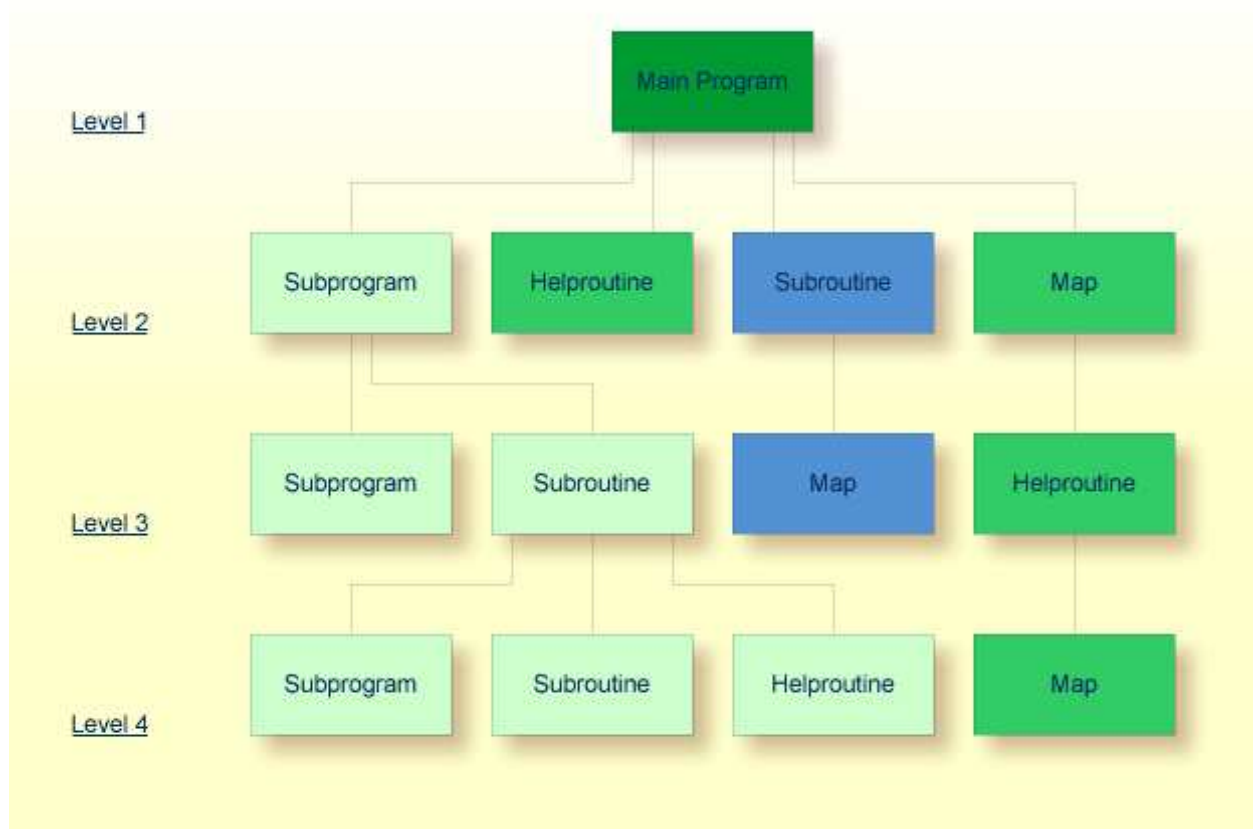 Main Program
Level 1
Subprogram
Helproutine
Subroutine
Map
Level 2
Subprogram
Subroutine
Map
Helproutine
Level 3
Subprogram
Subroutine
Helproutine
Map
Level 4